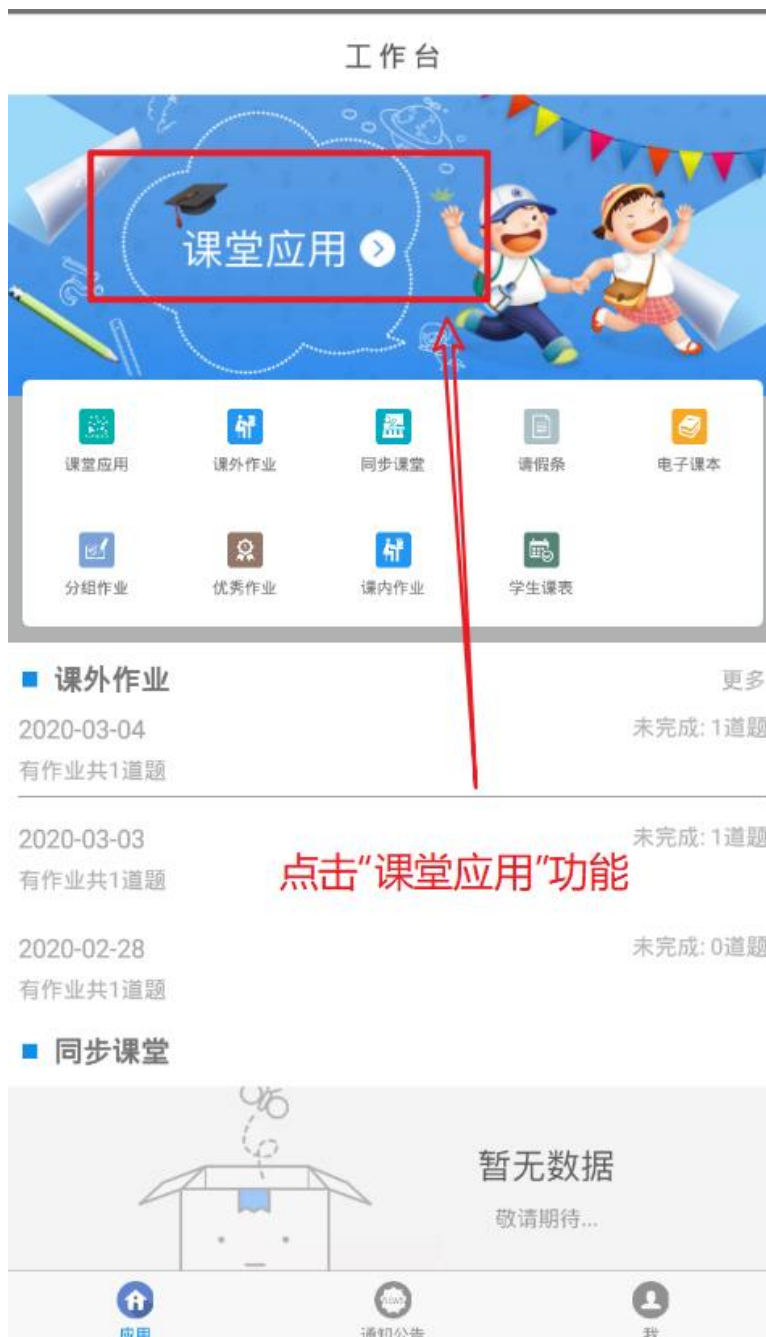 工作台
课堂应用
课堂应用 课外作业 同步课堂 请假条 电子课本
分组作业 优秀作业 课内作业 学生课表
课外作业 更多
2020-03-04 未完成: 1道题
有作业共1道题
2020-03-03 未完成: 1道题
有作业共1道题
点击"课堂应用"功能
2020-02-28 未完成: 0道题
有作业共1道题
同步课堂
暂无数据
敬请期待...
NEWS
应用 通知公告 我